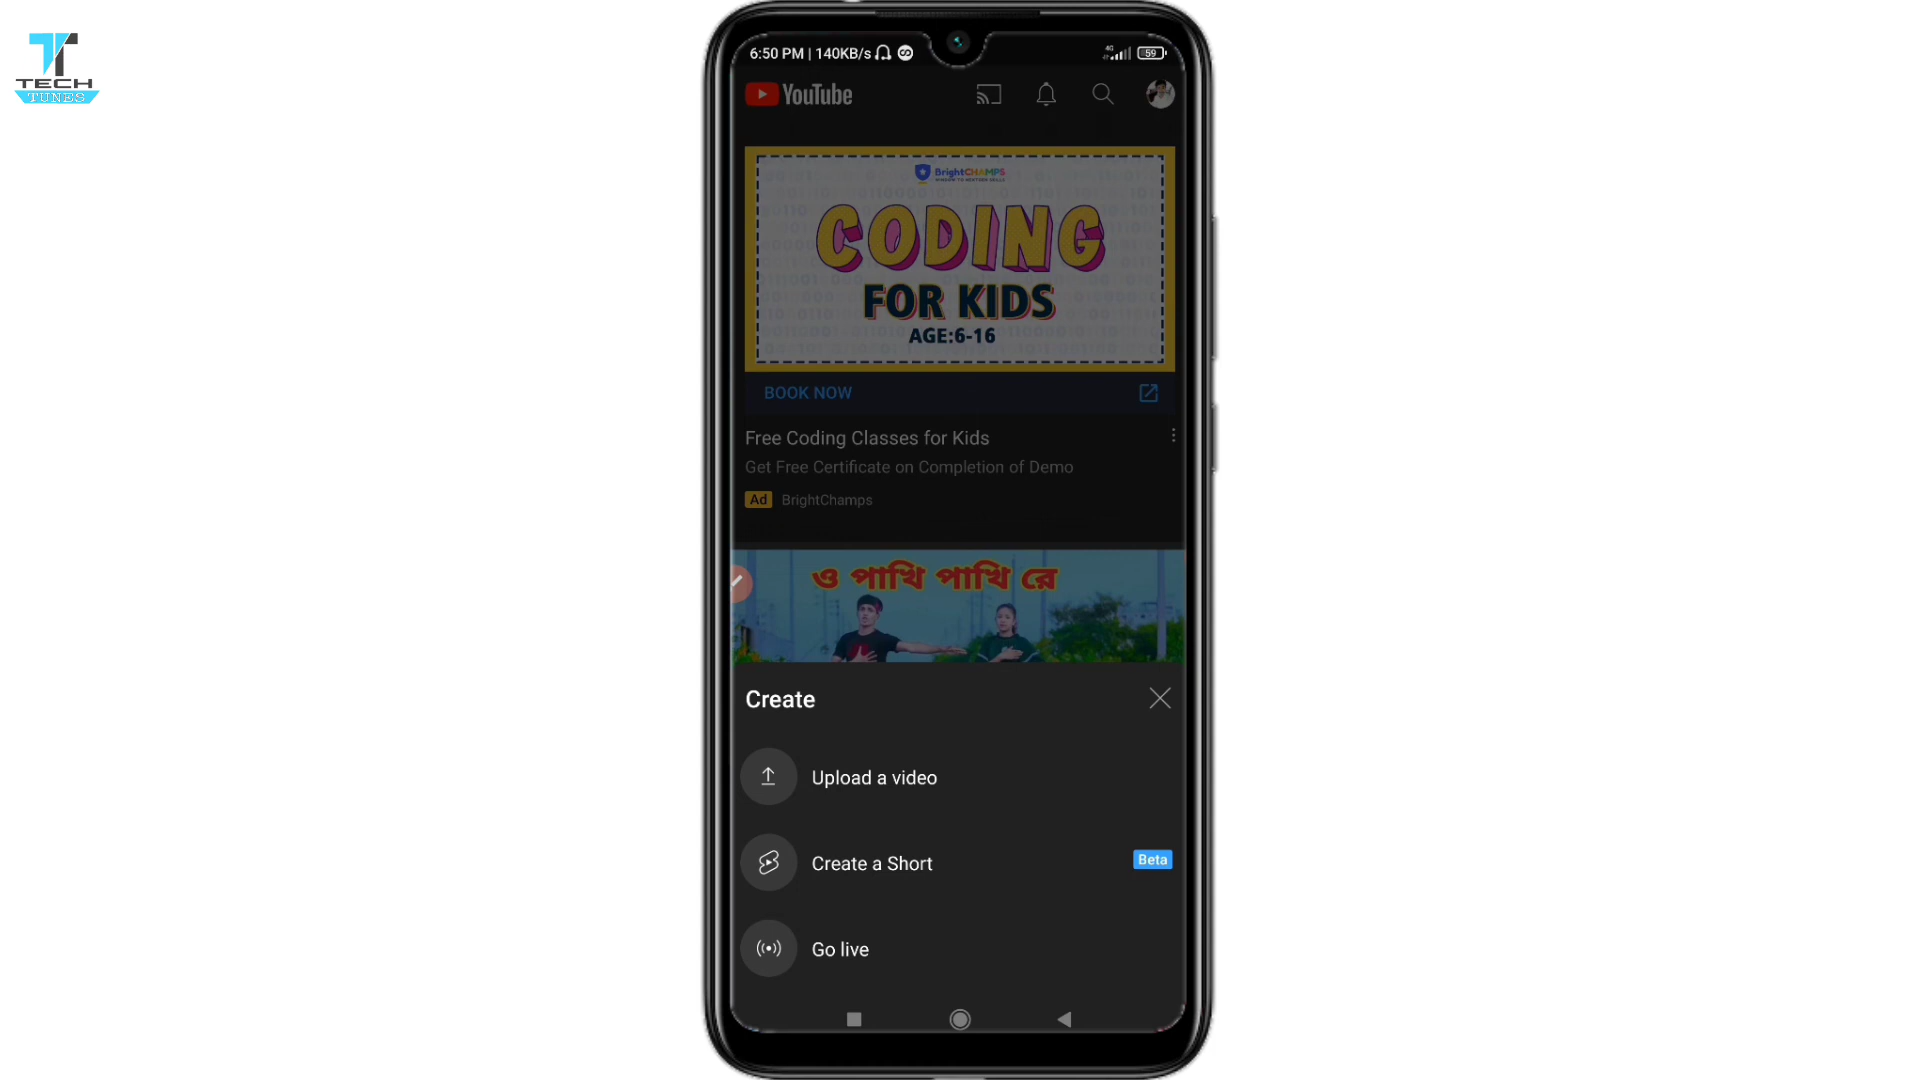 TECH
TUNES
6:50 PM | 140KB/s
4G
59
YouTube
BrightCHAMPS
CODING
FOR KIDS
AGE:6-16
BOOK NOW
Free Coding Classes for Kids
Get Free Certificate on Completion of Demo
Ad BrightChamps
ও পাখি পাখি রে
Create
Upload a video
Create a Short
Beta
Go live